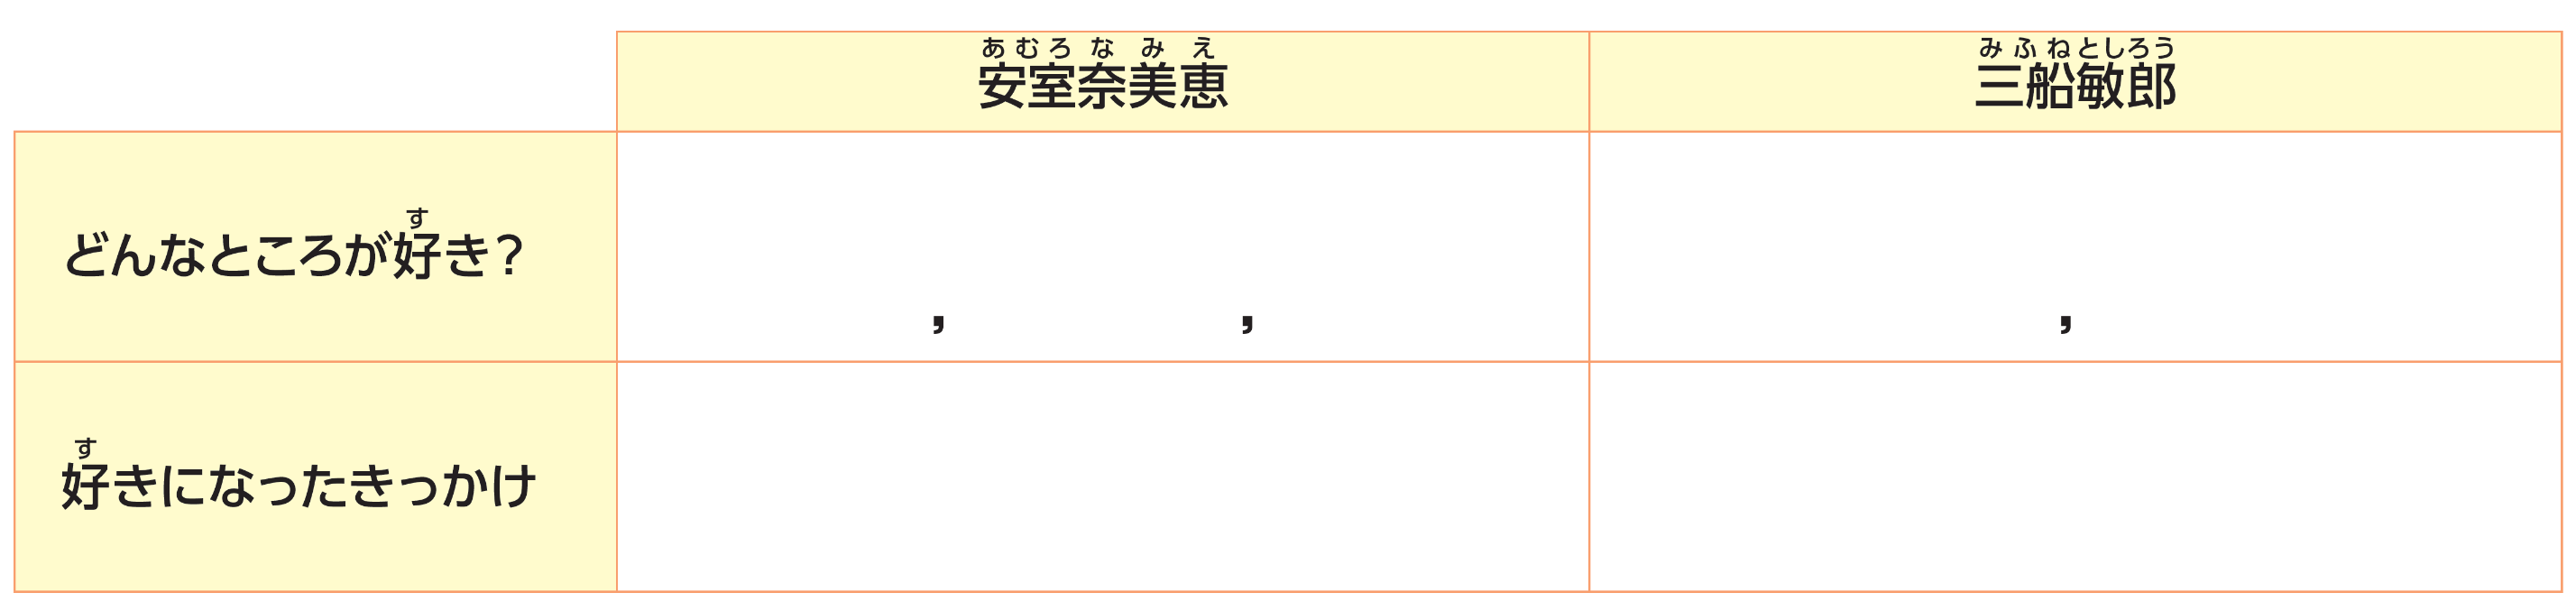 あむろなみえ
安室奈美恵
みふねとしろう
三船敏郎
す
どんなところが好き？
, ,
,
す
好きになったきっかけ